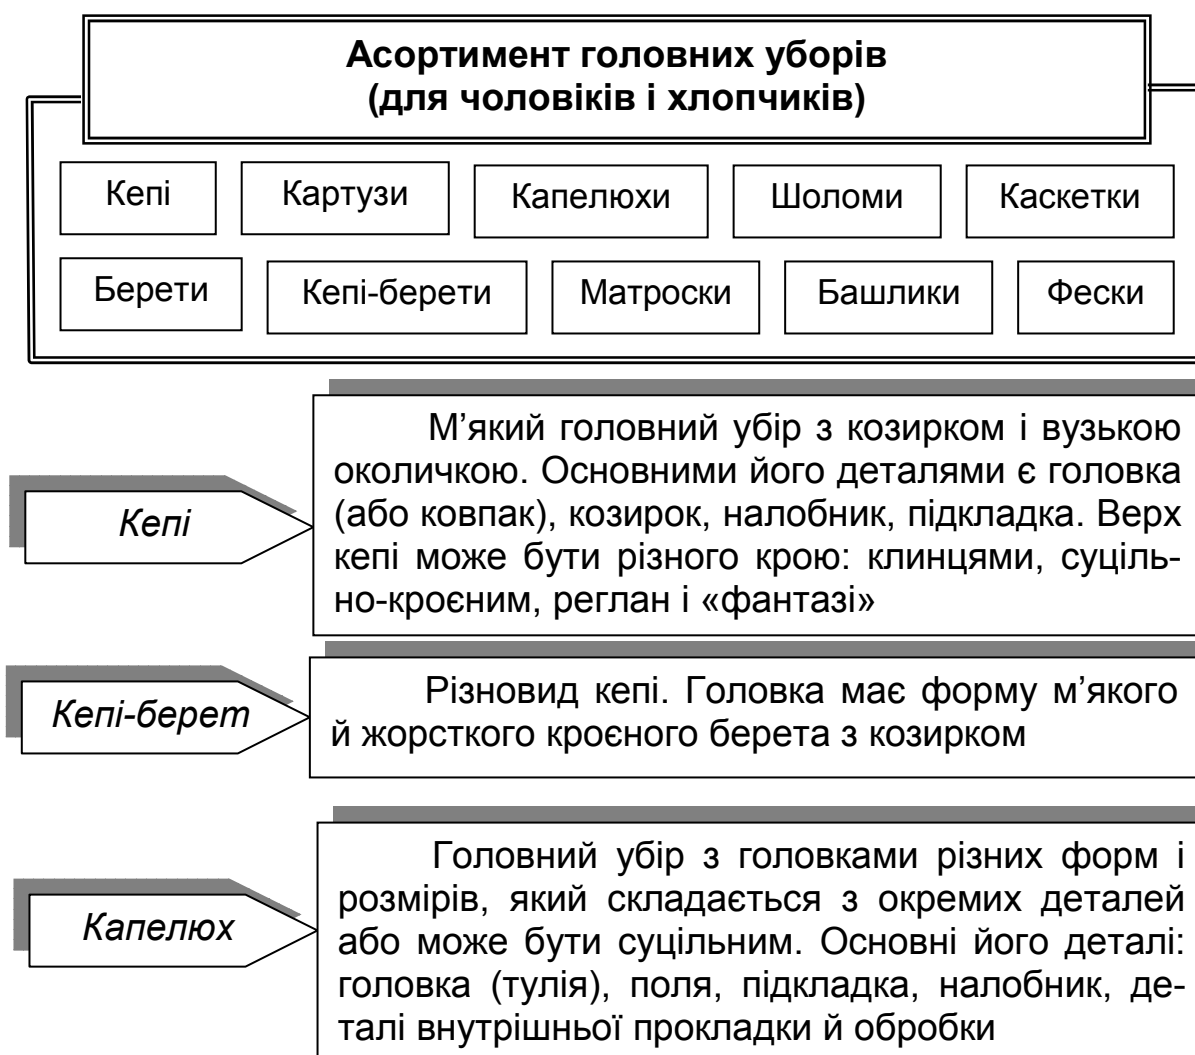 Асортимент головних уборів
(для чоловіків і хлопчиків)
Кепі
Картузи
Капелюхи
Шоломи
Каскетки
Берети
Кепі-берети
Матроски
Башлики
Фески
Кепі
М’який головний убір з козирком і вузькою
околичкою. Основними його деталями є головка
(або ковпак), козирок, налобник, підкладка. Верх
кепі може бути різного крою: клинцями, суціль-
но-кроєним, реглан і «фантазі»
Кепі-берет
Різновид кепі. Головка має форму м’якого
й жорсткого кроєного берета з козирком
Капелюх
Головний убір з головками різних форм і
розмірів, який складається з окремих деталей
або може бути суцільним. Основні його деталі:
головка (тулія), поля, підкладка, налобник, де-
талі внутрішньої прокладки й обробки